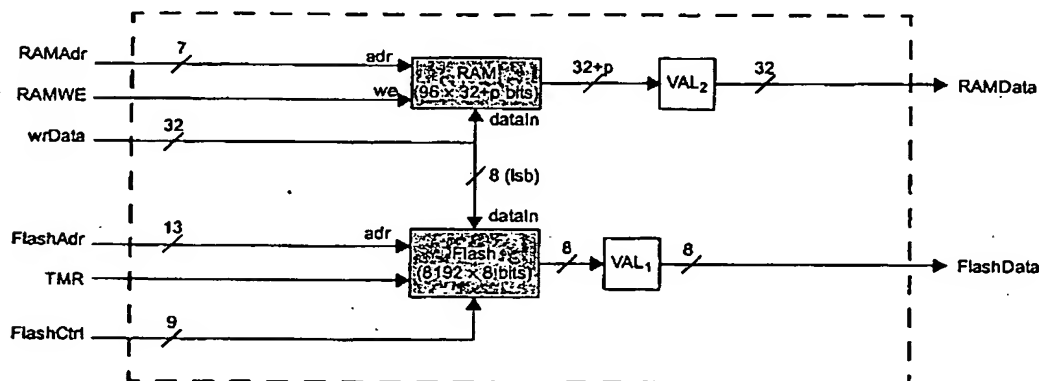 RAMAdr 7 adr
RAM 32+p VAL2 32 RAMData
RAMWE we (96 × 32+p bits)
wrData 32 dataIn
8 (lsb)
dataIn
FlashAdr 13 adr
Flash 8 VAL1 8 FlashData
TMR (8192 × 8 bits)
FlashCtrl 9